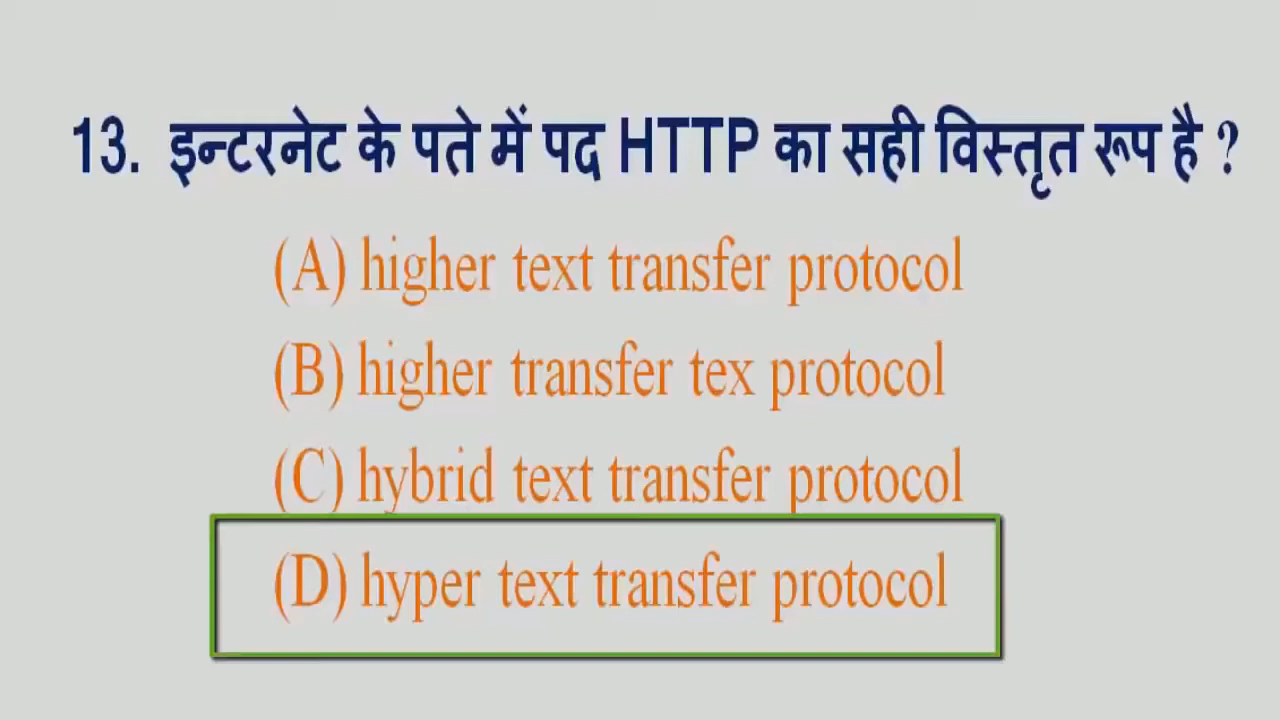 13. इन्टरनेट के पते में पद HTTP का सही विस्तृत रूप है ?
(A) higher text transfer protocol
(B) higher transfer tex protocol
(C) hybrid text transfer protocol
(D) hyper text transfer protocol